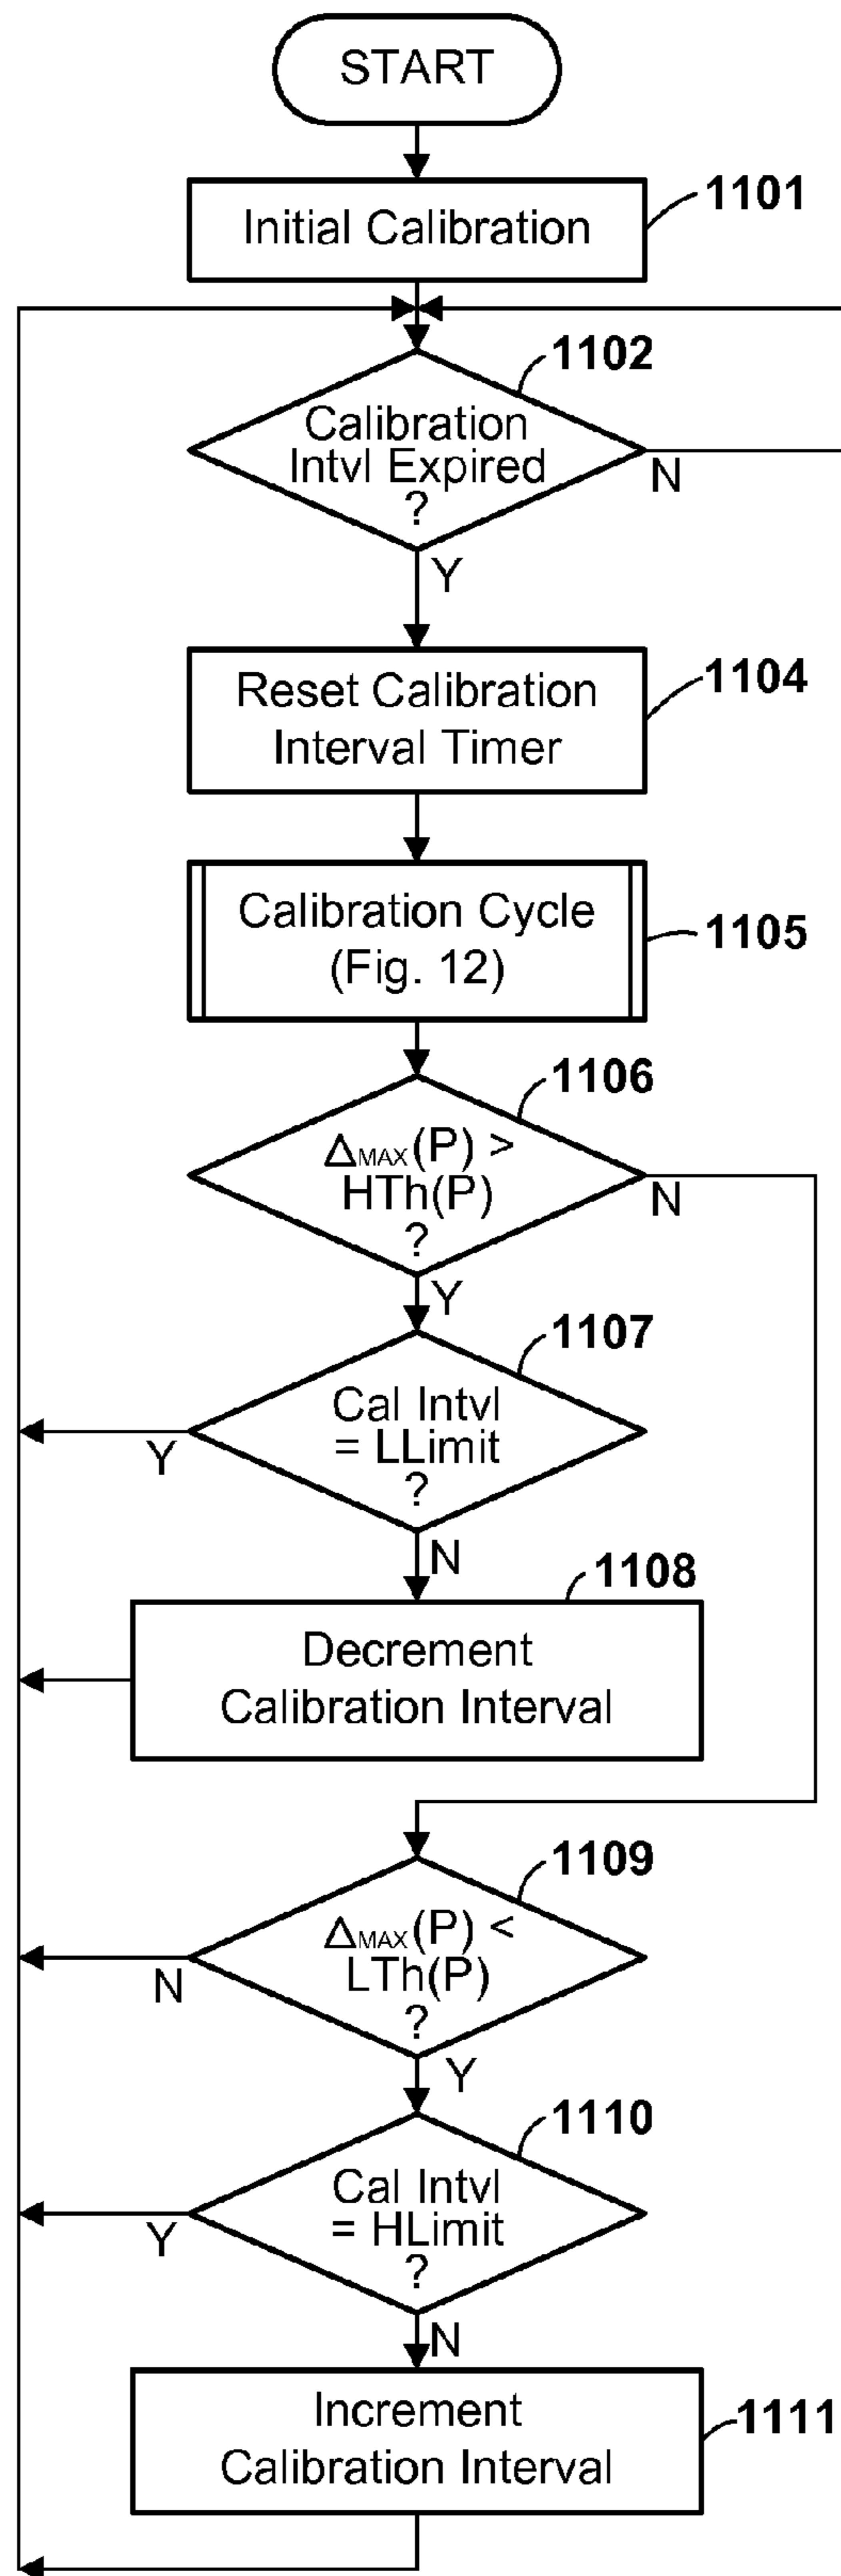 START
Initial Calibration
1101
1102
Calibration
Intvl Expired
?
N
Y
Reset Calibration
Interval Timer
1104
Calibration Cycle
(Fig. 12)
1105
1106
ΔMAX(P) >
HTh(P)
?
N
Y
1107
Cal Intvl
= LLimit
?
Y
N
1108
Decrement
Calibration Interval
1109
ΔMAX(P) <
LTh(P)
?
N
Y
1110
Cal Intvl
= HLimit
?
Y
N
Increment
Calibration Interval
1111